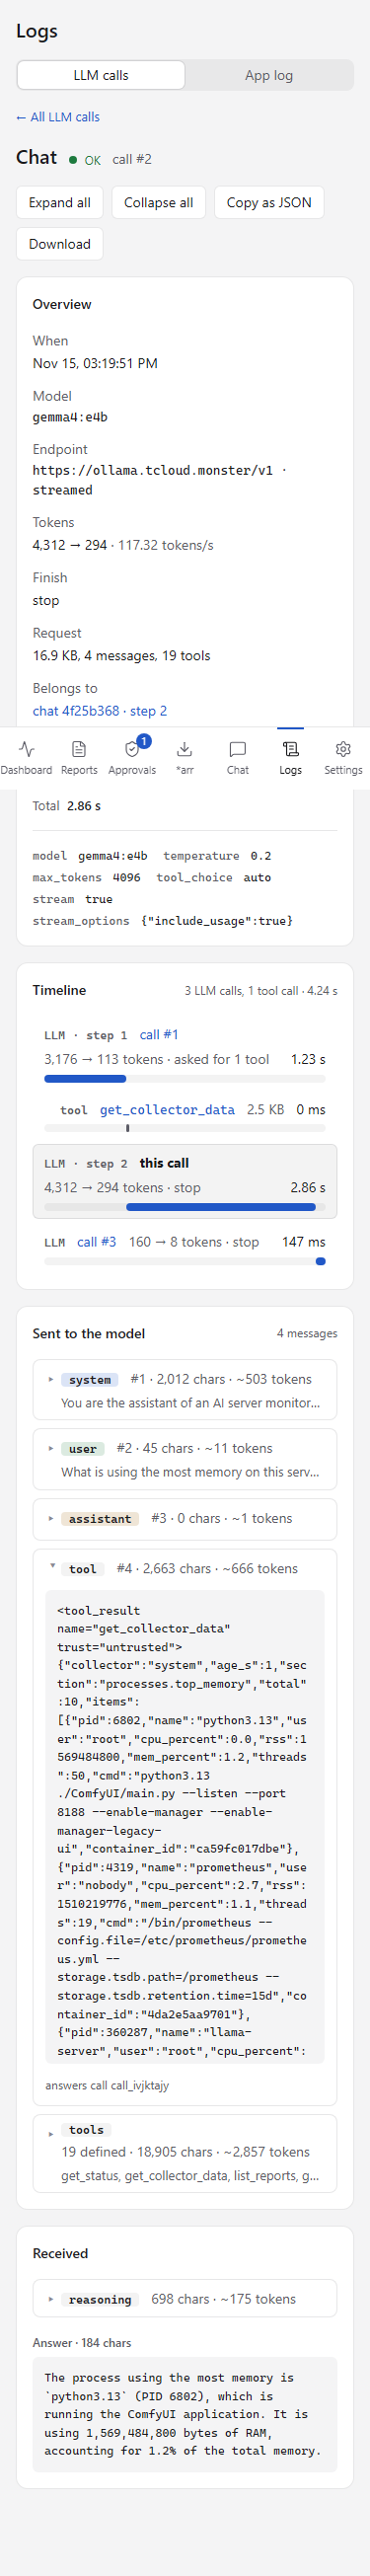 Logs
LLM calls
App log
← All LLM calls
Chat ● OK call #2
Expand all
Collapse all
Copy as JSON
Download
Overview
When
Nov 15, 03:19:51 PM
Model
gemma4:e4b
Endpoint
https://ollama.tcloud.monster/v1 ·
streamed
Tokens
4,312 → 294 · 117.32 tokens/s
Finish
stop
Request
16.9 KB, 4 messages, 19 tools
Belongs to
chat 4f25b368 · step 2
1
Dashboard
Reports
Approvals
*arr
Chat
Logs
Settings
Total 2.86 s
model gemma4:e4b temperature 0.2
max_tokens 4096 tool_choice auto
stream true
stream_options {"include_usage":true}
Timeline
3 LLM calls, 1 tool call · 4.24 s
LLM · step 1 call #1
3,176 → 113 tokens · asked for 1 tool 1.23 s
tool get_collector_data 2.5 KB 0 ms
LLM · step 2 this call
4,312 → 294 tokens · stop 2.86 s
LLM call #3 160 → 8 tokens · stop 147 ms
Sent to the model
4 messages
▸ system #1 · 2,012 chars · ~503 tokens
You are the assistant of an AI server monitor...
▸ user #2 · 45 chars · ~11 tokens
What is using the most memory on this serv...
▸ assistant #3 · 0 chars · ~1 tokens
▾ tool #4 · 2,663 chars · ~666 tokens
<tool_result
name="get_collector_data"
trust="untrusted">
{"collector":"system","age_s":1,"sec
tion":"processes.top_memory","total"
:10,"items":
[{"pid":6802,"name":"python3.13","us
er":"root","cpu_percent":0.0,"rss":1
569484800,"mem_percent":1.2,"threads
":50,"cmd":"python3.13
./ComfyUI/main.py --listen --port
8188 --enable-manager --enable-
manager-legacy-
ui","container_id":"ca59fc017dbe"},
{"pid":4319,"name":"prometheus","use
r":"nobody","cpu_percent":2.7,"rss":
1510219776,"mem_percent":1.1,"thread
s":19,"cmd":"/bin/prometheus --
config.file=/etc/prometheus/promethe
us.yml --
storage.tsdb.path=/prometheus --
storage.tsdb.retention.time=15d","co
ntainer_id":"4da2e5aa9701"},
{"pid":360287,"name":"llama-
server","user":"root","cpu_percent":
answers call call_ivjktajy
▸ tools
19 defined · 18,905 chars · ~2,857 tokens
get_status, get_collector_data, list_reports, g...
Received
▸ reasoning 698 chars · ~175 tokens
Answer · 184 chars
The process using the most memory is
`python3.13` (PID 6802), which is
running the ComfyUI application. It is
using 1,569,484,800 bytes of RAM,
accounting for 1.2% of the total memory.